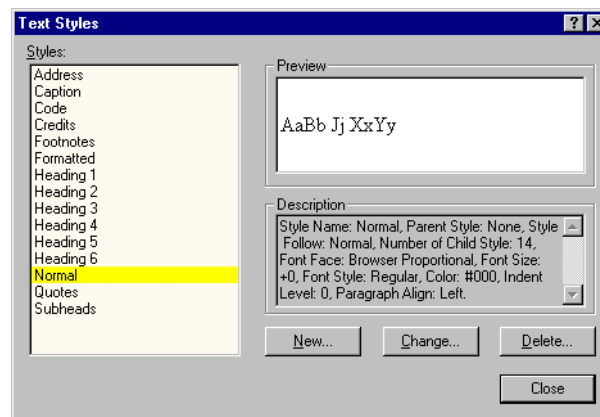 Text Styles
Styles:
Address
Caption
Code
Credits
Footnotes
Formatted
Heading 1
Heading 2
Heading 3
Heading 4
Heading 5
Heading 6
Normal
Quotes
Subheads
Preview
AaBb Jj XxYy
Description
Style Name: Normal, Parent Style: None, Style
Follow: Normal, Number of Child Style: 14,
Font Face: Browser Proportional, Font Size:
+0, Font Style: Regular, Color: #000, Indent
Level: 0, Paragraph Align: Left.
New...
Change...
Delete...
Close